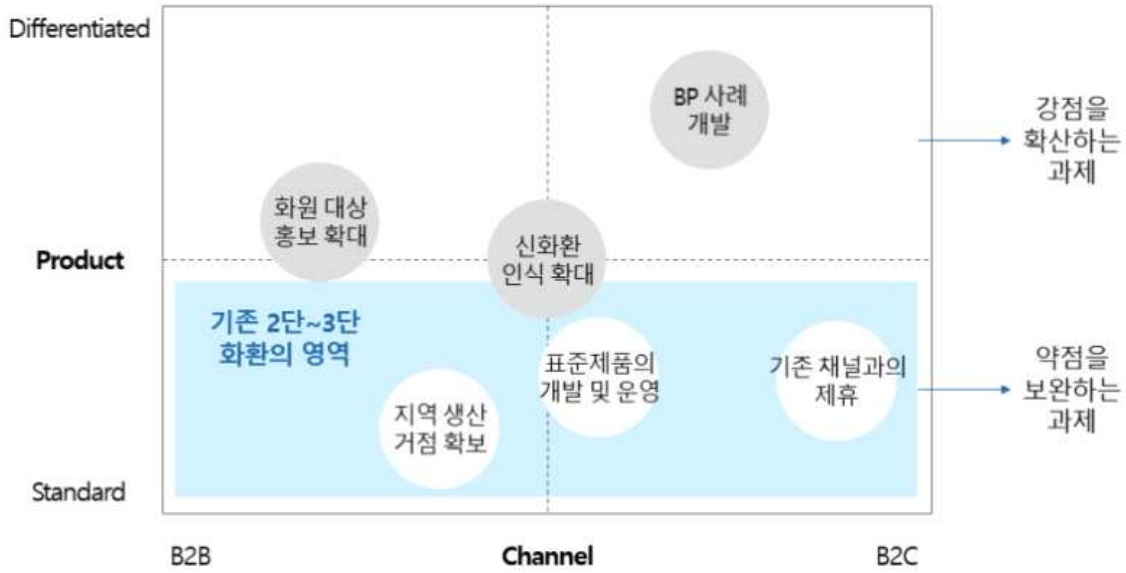 Differentiated
BP 사례
개발
강점을
확산하는
과제
화원 대상
홍보 확대
신화환
인식 확대
Product
기존 2단~3단
화환의 영역
표준제품의
개발 및 운영
기존 채널과의
제휴
약점을
보완하는
과제
지역 생산
거점 확보
Standard
B2B
Channel
B2C